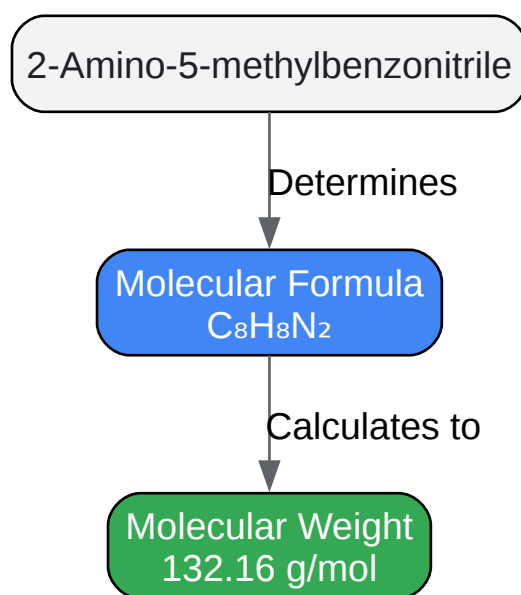 2-Amino-5-methylbenzonitrile
Determines
Molecular Formula
C₈H₈N₂
Calculates to
Molecular Weight
132.16 g/mol